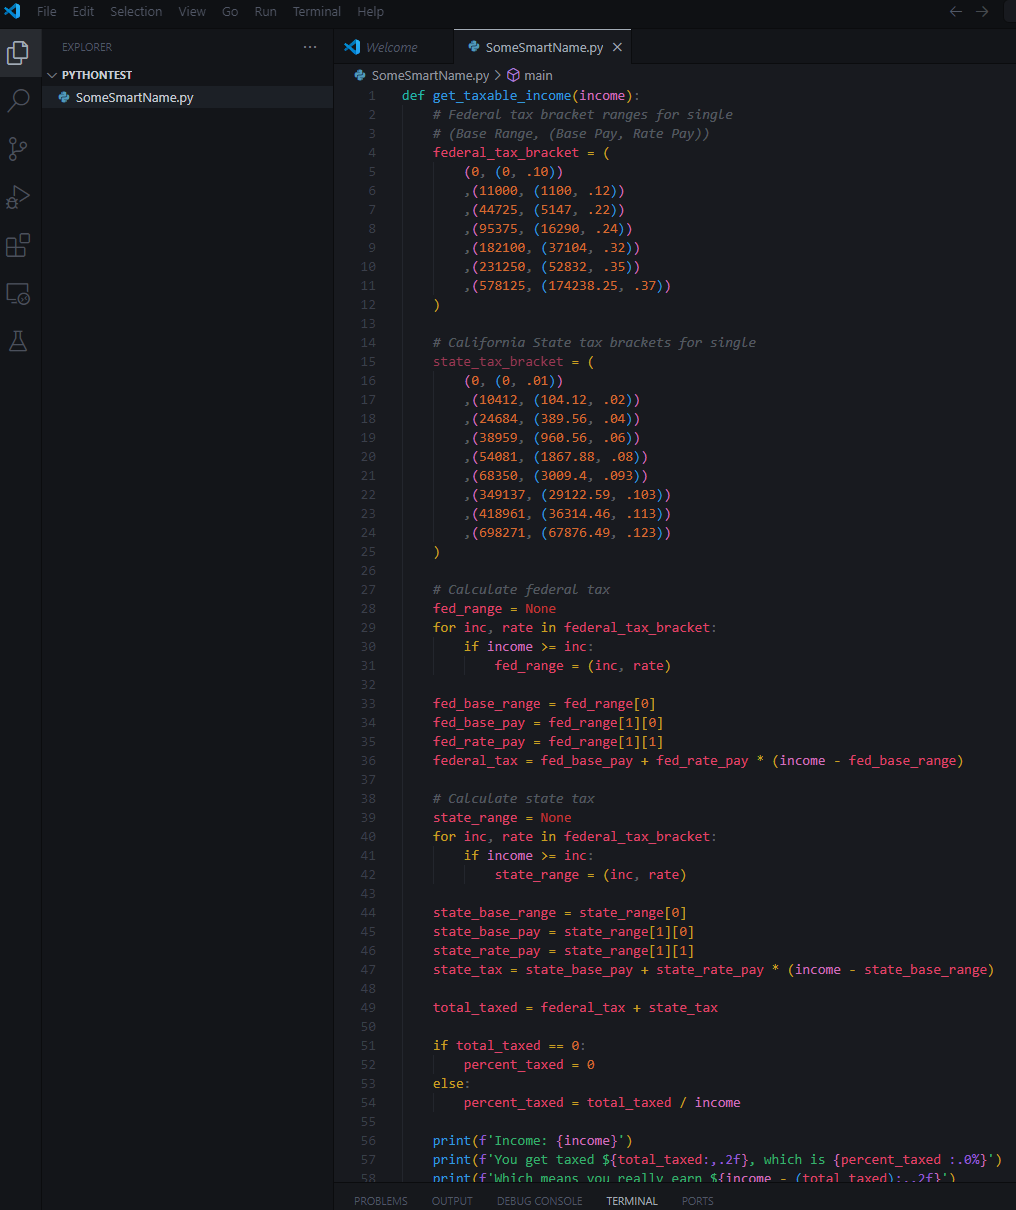 File Edit Selection View Go Run Terminal Help
EXPLORER ...
PYTHONTEST
SomeSmartName.py
Welcome SomeSmartName.py
SomeSmartName.py > main
1 def get_taxable_income(income):
2 # Federal tax bracket ranges for single
3 # (Base Range, (Base Pay, Rate Pay))
4 federal_tax_bracket = (
5 (0, (0, .10))
6 ,(11000, (1100, .12))
7 ,(44725, (5147, .22))
8 ,(95375, (16290, .24))
9 ,(182100, (37104, .32))
10 ,(231250, (52832, .35))
11 ,(578125, (174238.25, .37))
12 )
13
14 # California State tax brackets for single
15 state_tax_bracket = (
16 (0, (0, .01))
17 ,(10412, (104.12, .02))
18 ,(24684, (389.56, .04))
19 ,(38959, (960.56, .06))
20 ,(54081, (1867.88, .08))
21 ,(68350, (3009.4, .093))
22 ,(349137, (29122.59, .103))
23 ,(418961, (36314.46, .113))
24 ,(698271, (67876.49, .123))
25 )
26
27 # Calculate federal tax
28 fed_range = None
29 for inc, rate in federal_tax_bracket:
30 if income >= inc:
31 fed_range = (inc, rate)
32
33 fed_base_range = fed_range[0]
34 fed_base_pay = fed_range[1][0]
35 fed_rate_pay = fed_range[1][1]
36 federal_tax = fed_base_pay + fed_rate_pay * (income - fed_base_range)
37
38 # Calculate state tax
39 state_range = None
40 for inc, rate in federal_tax_bracket:
41 if income >= inc:
42 state_range = (inc, rate)
43
44 state_base_range = state_range[0]
45 state_base_pay = state_range[1][0]
46 state_rate_pay = state_range[1][1]
47 state_tax = state_base_pay + state_rate_pay * (income - state_base_range)
48
49 total_taxed = federal_tax + state_tax
50
51 if total_taxed == 0:
52 percent_taxed = 0
53 else:
54 percent_taxed = total_taxed / income
55
56 print(f'Income: {income}')
57 print(f'You get taxed ${total_taxed:,.2f}, which is {percent_taxed :.0%}')
58 print(f'Which means you really earn ${income - (total_taxed):,.2f}')
PROBLEMS OUTPUT DEBUG CONSOLE TERMINAL PORTS